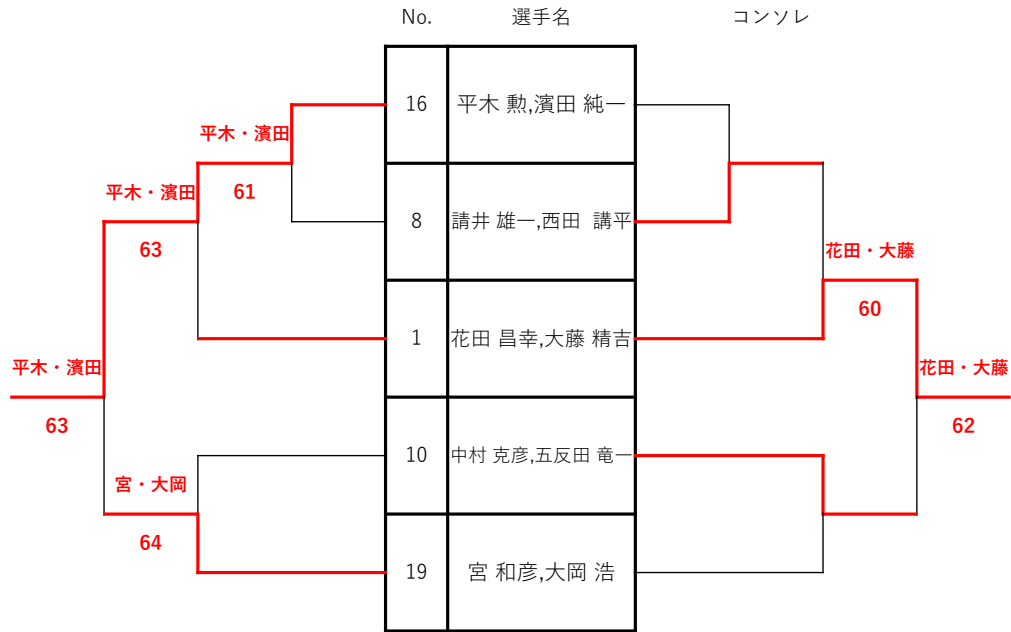 No. 選手名 コンソレ
16 平木 勲,濱田 純一
平木・濱田
平木・濱田 61
8 請井 雄一,西田 講平
63 花田・大藤
60
1 花田 昌幸,大藤 精吉
平木・濱田 花田・大藤
63 62
10 中村 克彦,五反田 竜一
宮・大岡
64
19 宮 和彦,大岡 浩